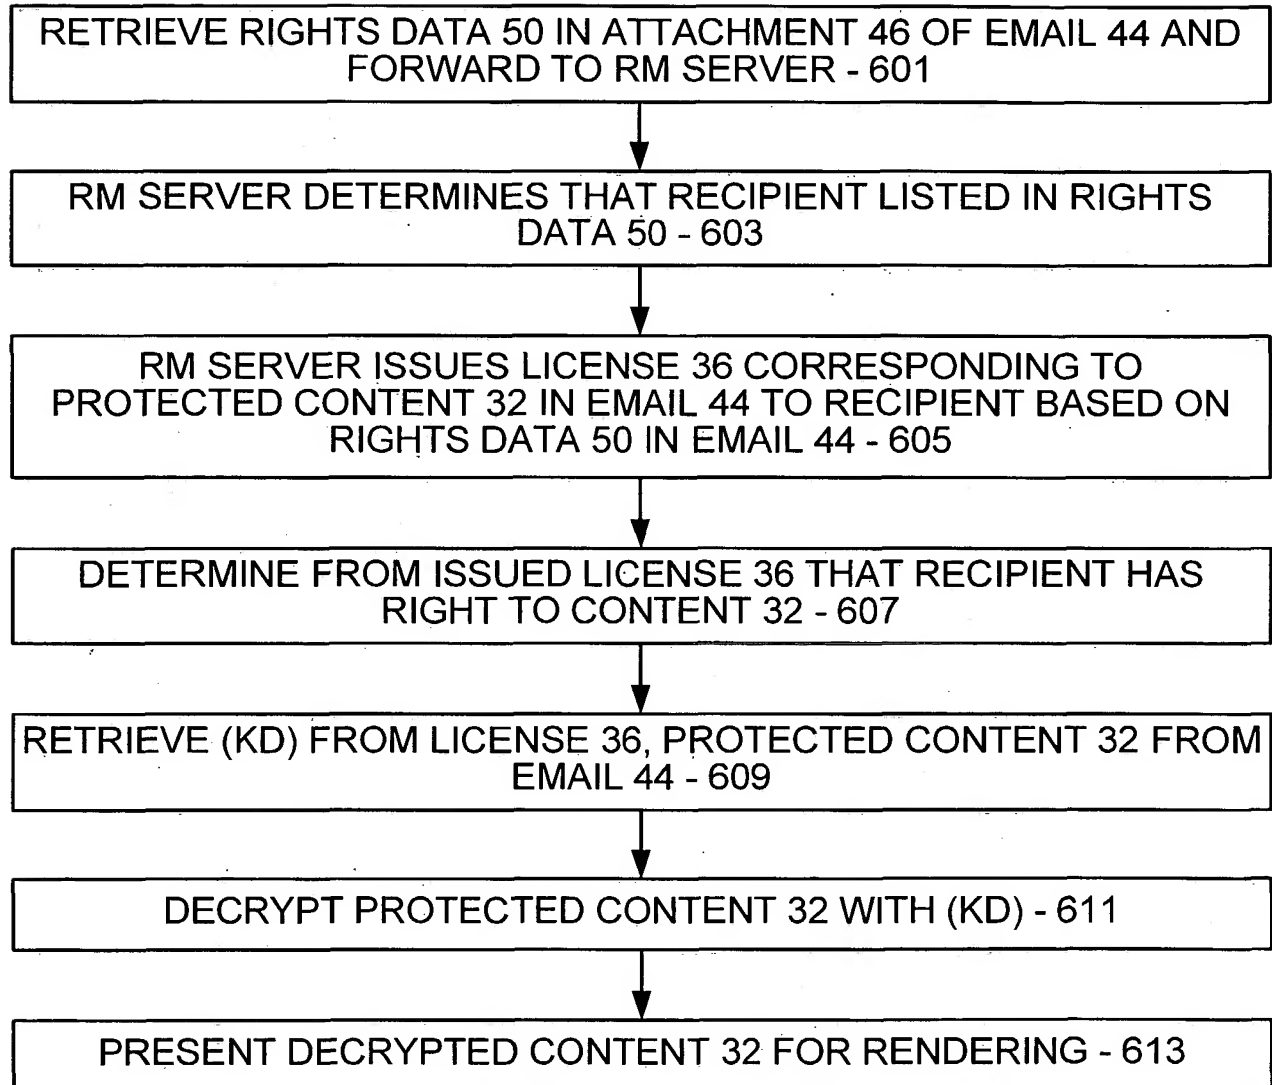 RETRIEVE RIGHTS DATA 50 IN ATTACHMENT 46 OF EMAIL 44 AND
FORWARD TO RM SERVER - 601
RM SERVER DETERMINES THAT RECIPIENT LISTED IN RIGHTS
DATA 50 - 603
RM SERVER ISSUES LICENSE 36 CORRESPONDING TO
PROTECTED CONTENT 32 IN EMAIL 44 TO RECIPIENT BASED ON
RIGHTS DATA 50 IN EMAIL 44 - 605
DETERMINE FROM ISSUED LICENSE 36 THAT RECIPIENT HAS
RIGHT TO CONTENT 32 - 607
RETRIEVE (KD) FROM LICENSE 36, PROTECTED CONTENT 32 FROM
EMAIL 44 - 609
DECRYPT PROTECTED CONTENT 32 WITH (KD) - 611
PRESENT DECRYPTED CONTENT 32 FOR RENDERING - 613